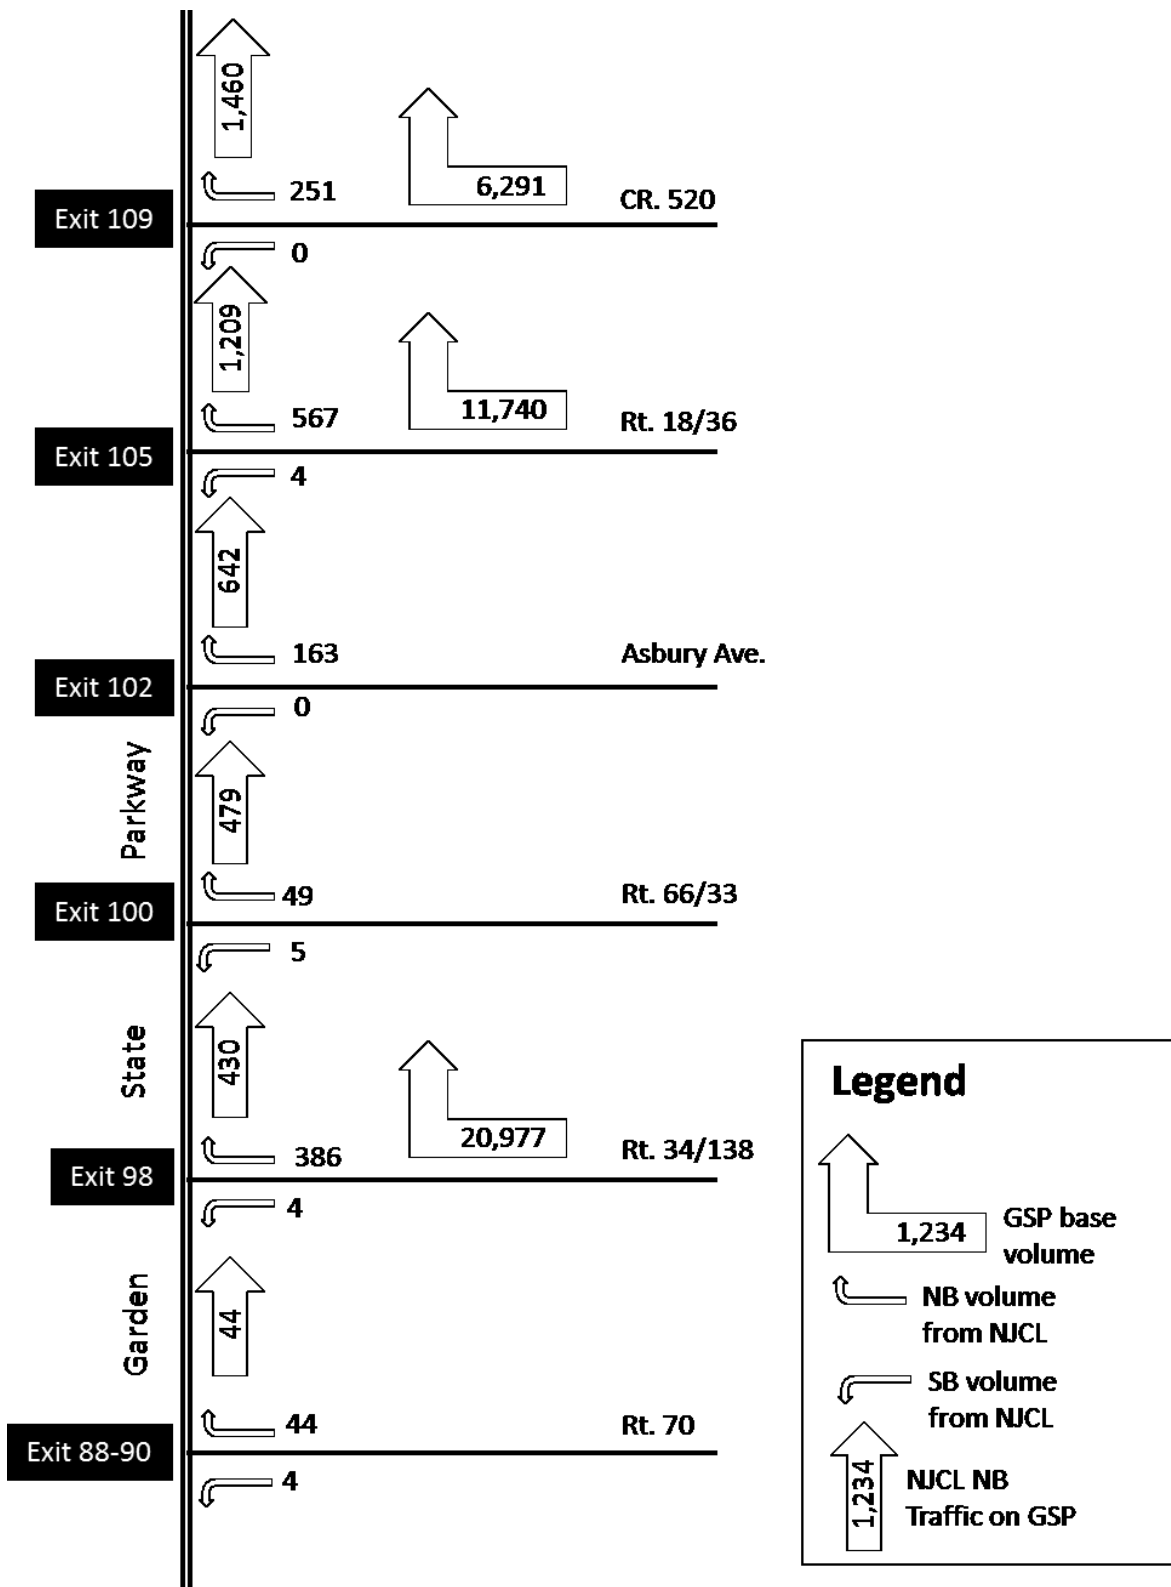 1,460
251
6,291
CR. 520
Exit 109
0
1,209
567
11,740
Rt. 18/36
Exit 105
4
642
163
Asbury Ave.
Exit 102
0
Parkway
479
49
Rt. 66/33
Exit 100
5
State
430
386
20,977
Rt. 34/138
Exit 98
4
Garden
44
44
Rt. 70
Exit 88-90
4
Legend
1,234
GSP base
volume
NB volume
from NJCL
SB volume
from NJCL
1,234
NJCL NB
Traffic on GSP